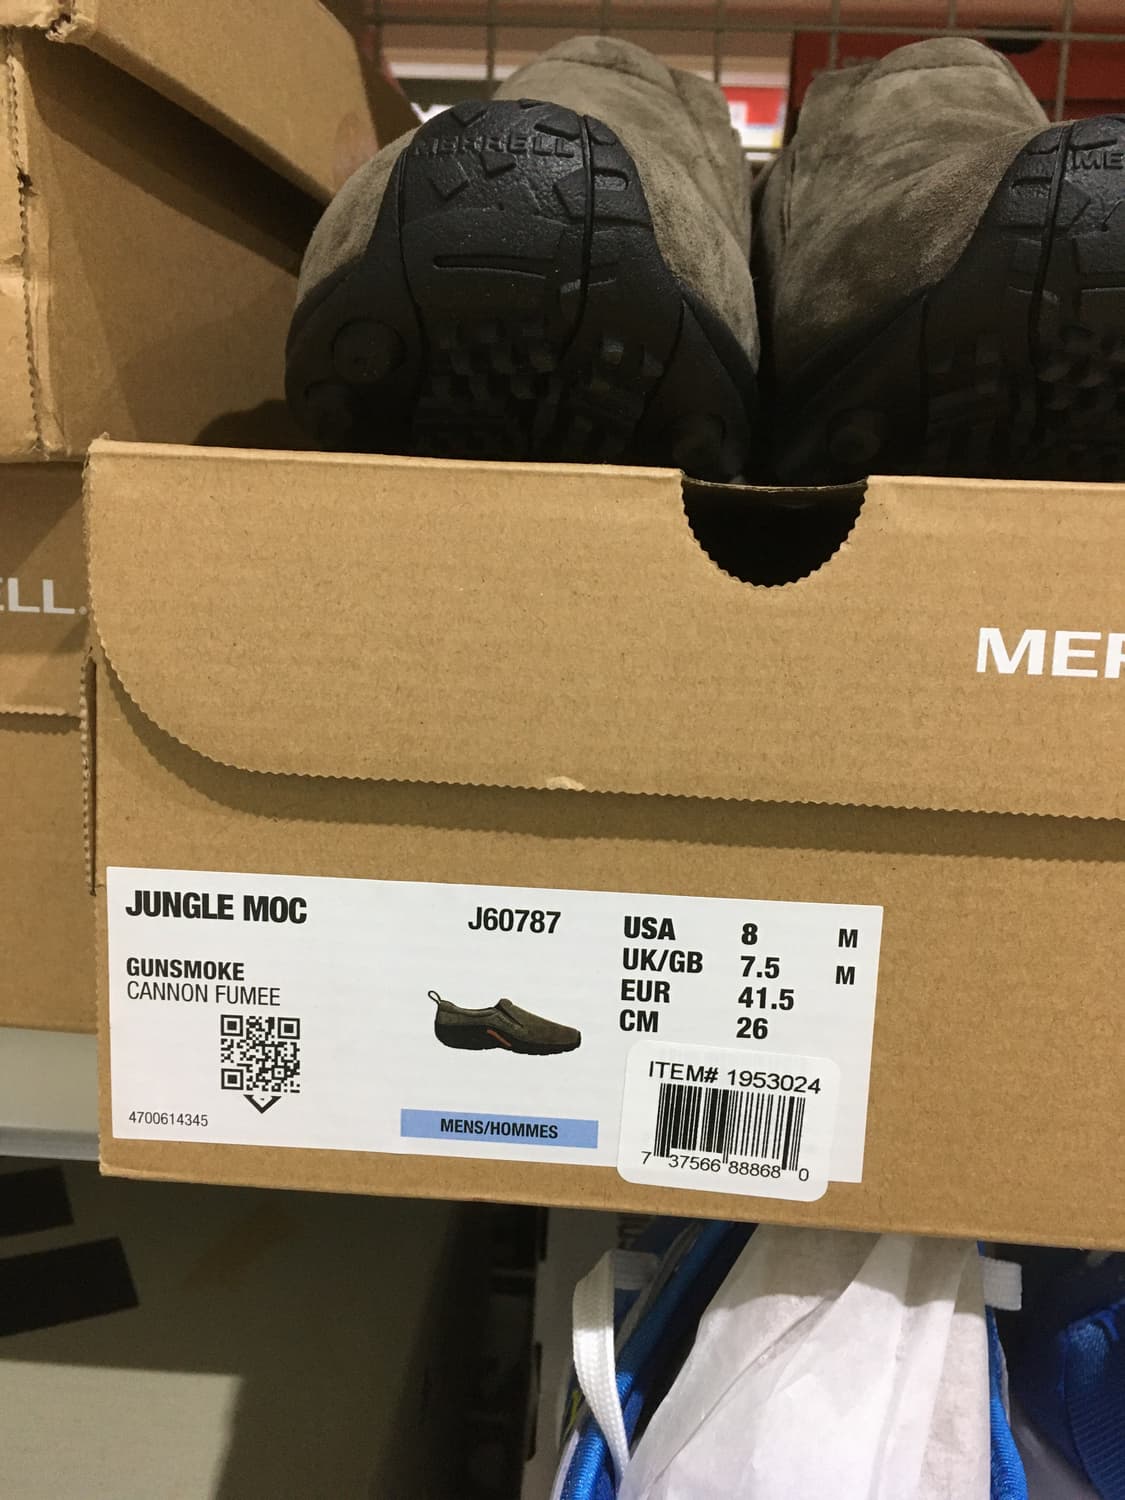 MERRELL
ME
ELL.
MER
JUNGLE MOC
J60787
GUNSMOKE
CANNON FUMEE
4700614345
MENS/HOMMES
USA 8 M
UK/GB 7.5 M
EUR 41.5
CM 26
ITEM# 1953024
7 37566 88868 0